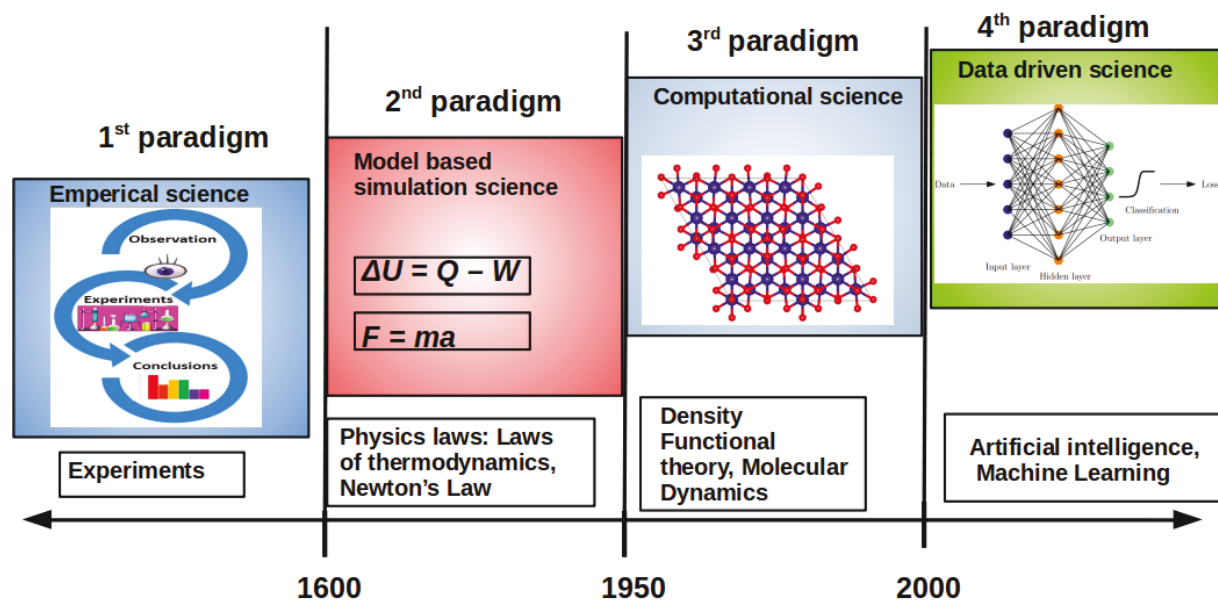 1st paradigm
Emperical science
Observation
Experiments
Conclusions
Experiments
2nd paradigm
Model based
simulation science
ΔU = Q – W
F = ma
Physics laws: Laws
of thermodynamics,
Newton's Law
3rd paradigm
Computational science
Density
Functional
theory, Molecular
Dynamics
4th paradigm
Data driven science
Data
Loss
Classification
Output layer
Input layer
Hidden layer
Artificial intelligence,
Machine Learning
1600
1950
2000